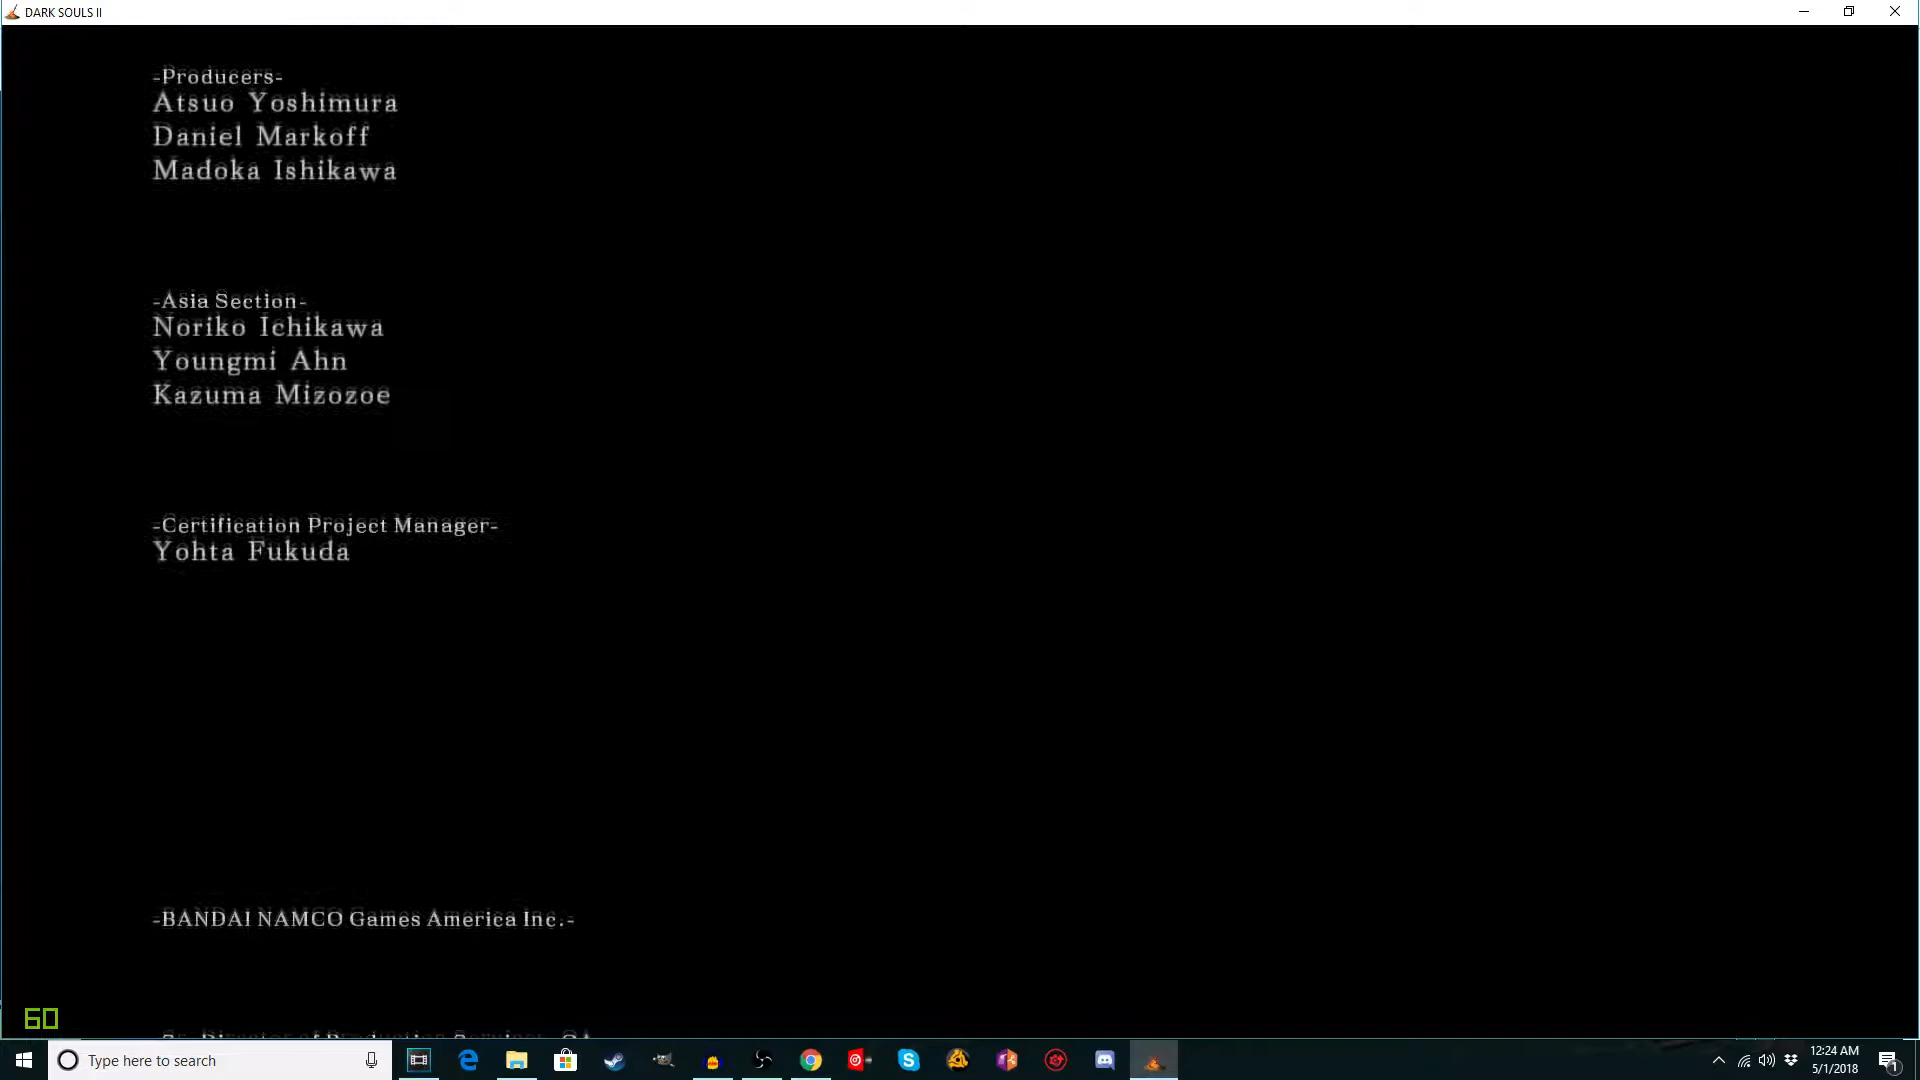 DARK SOULS II
-Producers-
Atsuo Yoshimura
Daniel Markoff
Madoka Ishikawa
-Asia Section-
Noriko Ichikawa
Youngmi Ahn
Kazuma Mizozoe
-Certification Project Manager-
Yohta Fukuda
-BANDAI NAMCO Games America Inc.-
60
Type here to search
12:24 AM
5/1/2018
1